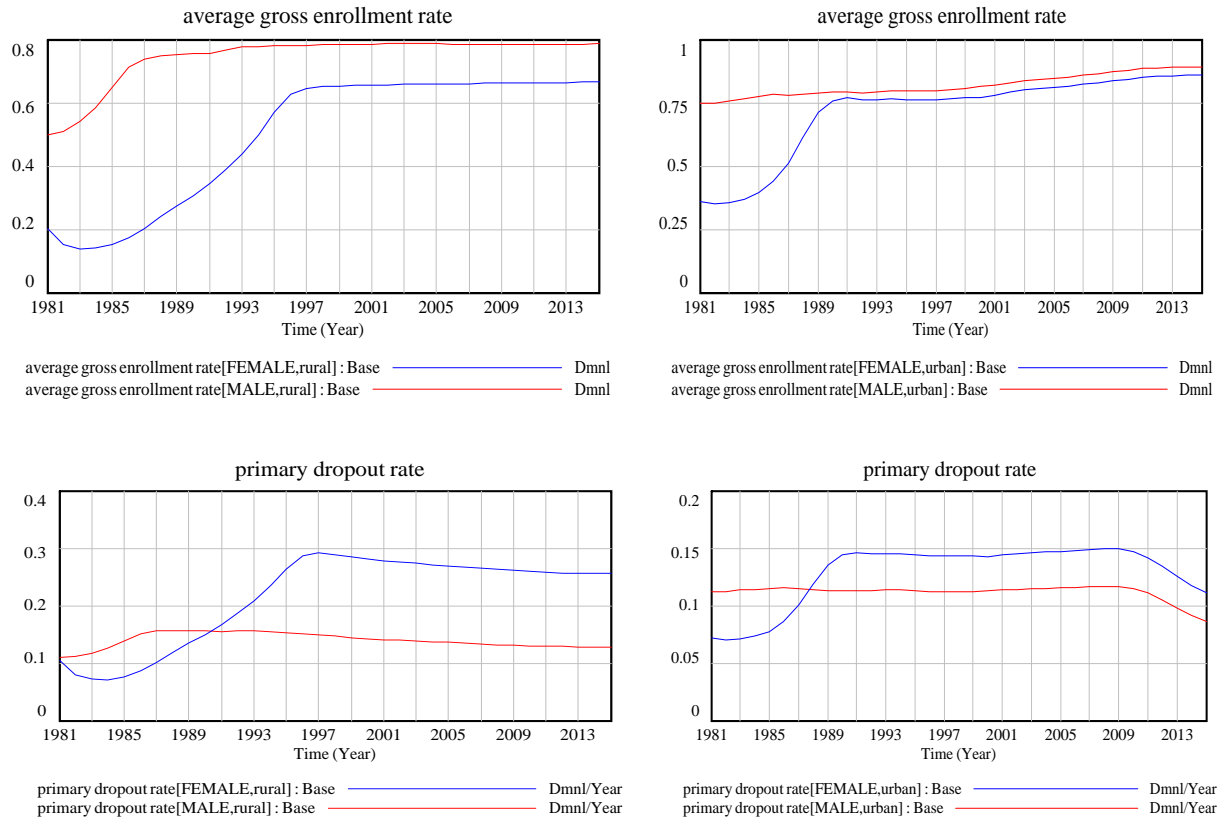 average gross enrollment rate
0.8
0.6
0.4
0.2
0
1981 1985 1989 1993 1997 2001 2005 2009 2013
Time (Year)
average gross enrollment rate[FEMALE,rural] : Base Dmnl
average gross enrollment rate[MALE,rural] : Base Dmnl
average gross enrollment rate
1
0.75
0.5
0.25
0
1981 1985 1989 1993 1997 2001 2005 2009 2013
Time (Year)
average gross enrollment rate[FEMALE,urban] : Base Dmnl
average gross enrollment rate[MALE,urban] : Base Dmnl
primary dropout rate
0.4
0.3
0.2
0.1
0
1981 1985 1989 1993 1997 2001 2005 2009 2013
Time (Year)
primary dropout rate[FEMALE,rural] : Base Dmnl/Year
primary dropout rate[MALE,rural] : Base Dmnl/Year
primary dropout rate
0.2
0.15
0.1
0.05
0
1981 1985 1989 1993 1997 2001 2005 2009 2013
Time (Year)
primary dropout rate[FEMALE,urban] : Base Dmnl/Year
primary dropout rate[MALE,urban] : Base Dmnl/Year